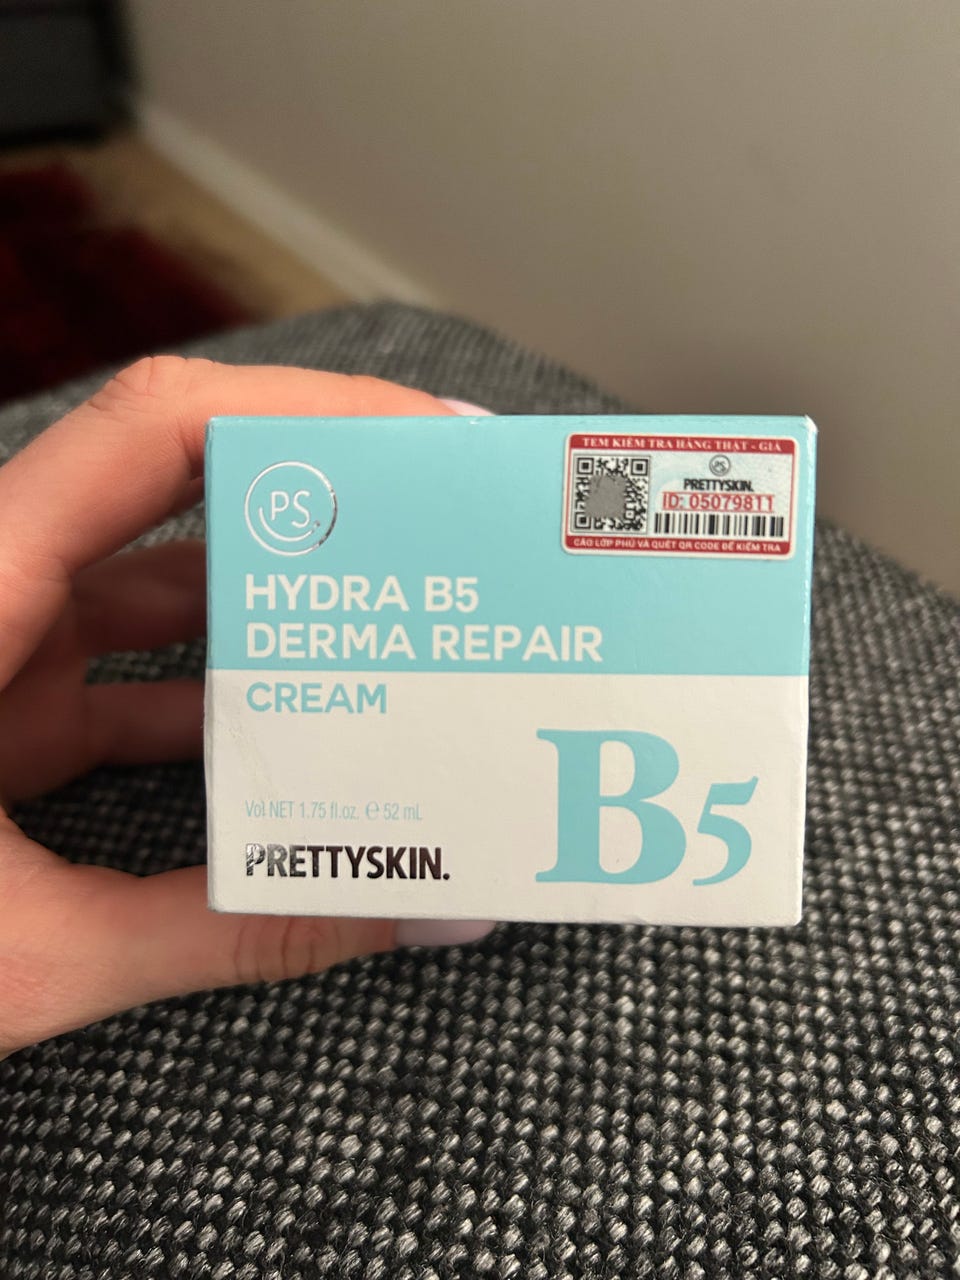 TEM KIỂM TRA HÀNG THẬT - GIẢ
PS
PRETTYSKIN.
ID: 05079811
CÀO LỚP PHỦ VÀ QUÉT QR CODE ĐỂ KIỂM TRA
PS
HYDRA B5
DERMA REPAIR
CREAM
B5
Vol NET 1.75 fl.oz. ℮ 52 mL
PRETTYSKIN.